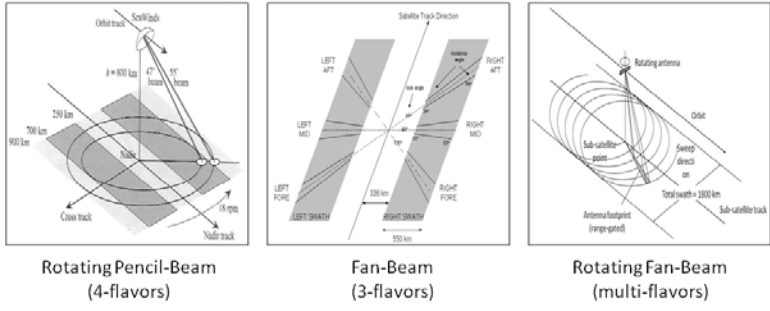 SeaWinds
Orbit track
h = 800 km
47°
beam
55°
beam
250 km
700 km
900 km
Nadir
Cross track
18 rpm
Nadir track
Rotating Pencil-Beam
(4-flavors)
Satellite Track Direction
LEFT
AFT
RIGHT
AFT
LEFT
MID
RIGHT
MID
LEFT
FORE
RIGHT
FORE
LEFT SWATH
RIGHT SWATH
336 km
550 km
Fan-Beam
(3-flavors)
Rotating antenna
Orbit
Sub-satellite
point
Sweep
directi
on
Total swath = 1800 km
Sub-satellite track
Antenna footprint
(range-gated)
Rotating Fan-Beam
(multi-flavors)